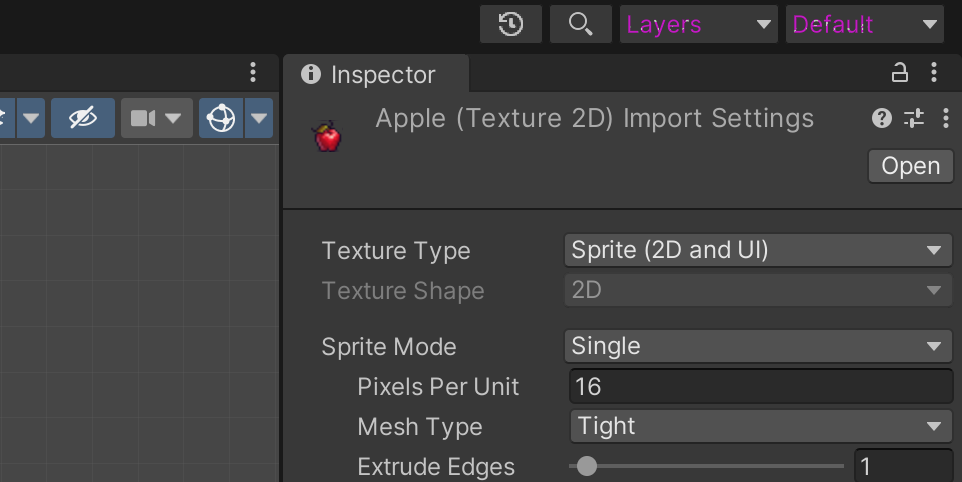 Layers Default
Inspector
Apple (Texture 2D) Import Settings
Open
Texture Type Sprite (2D and UI)
Texture Shape 2D
Sprite Mode Single
Pixels Per Unit 16
Mesh Type Tight
Extrude Edges 1